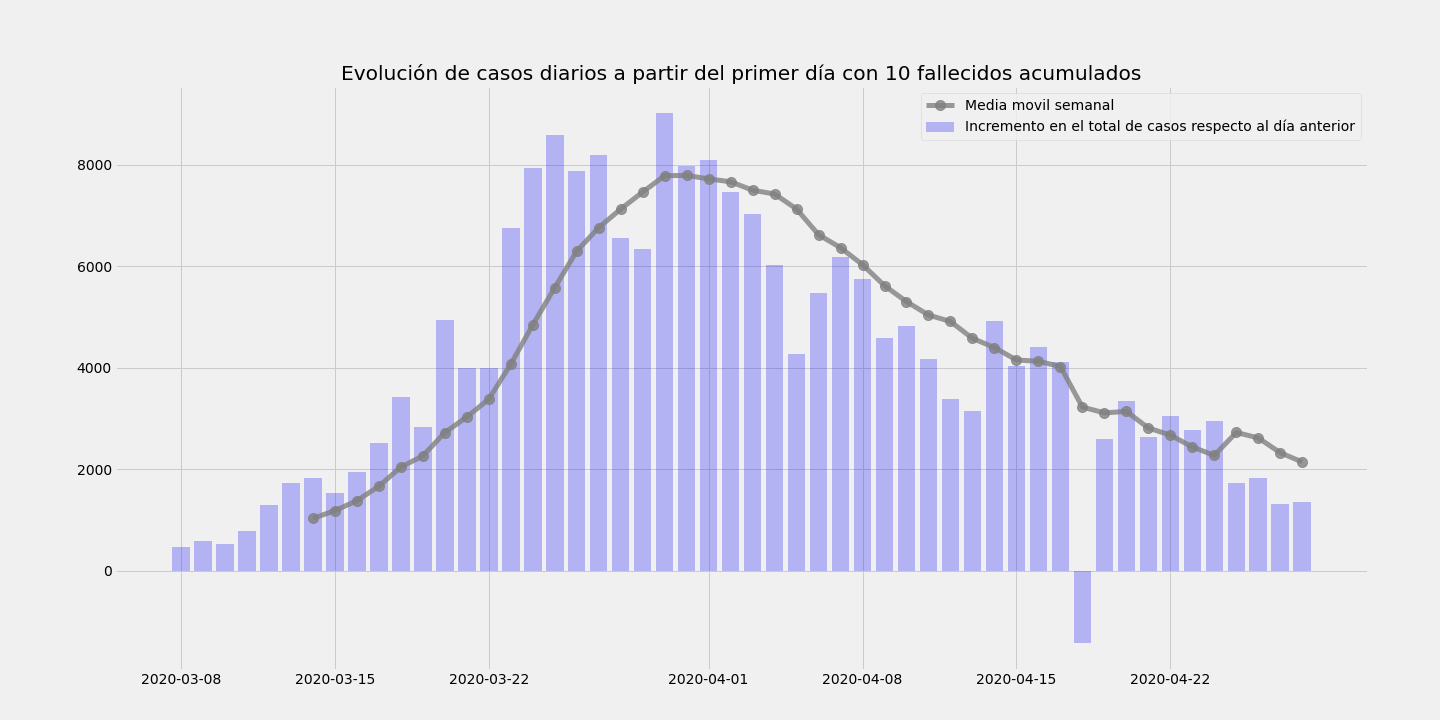 Evolución de casos diarios a partir del primer día con 10 fallecidos acumulados
Media movil semanal
Incremento en el total de casos respecto al día anterior
8000
6000
4000
2000
0
2020-03-08 2020-03-15 2020-03-22 2020-04-01 2020-04-08 2020-04-15 2020-04-22